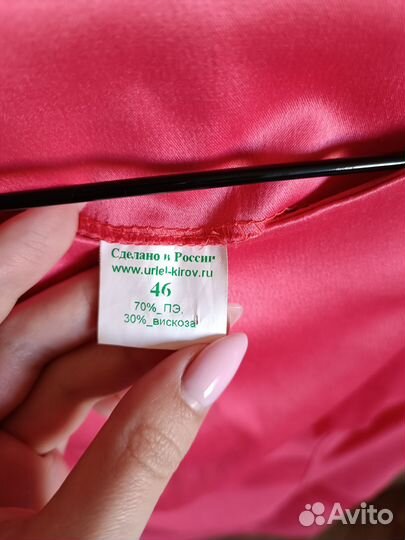 Сделано в России
www.urlel-kirov.ru
46
70%_ПЭ,
30%_вискоза
Avito